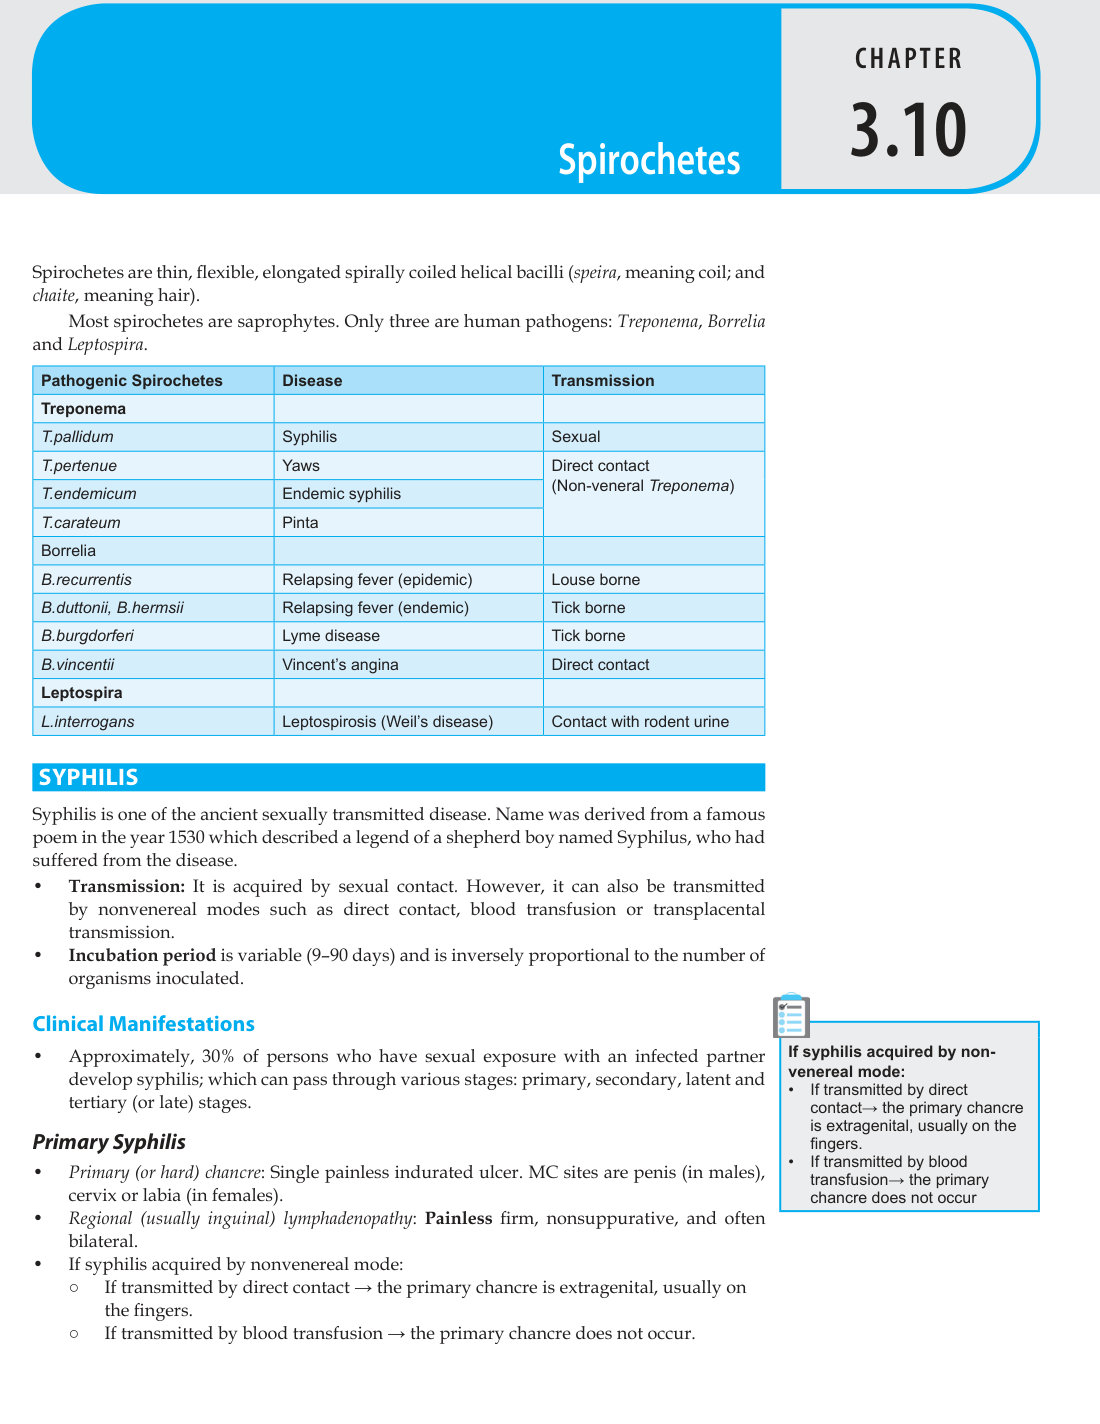 CHAPTER
3.10
Spirochetes
Spirochetes are thin, flexible, elongated spirally coiled helical bacilli (speira, meaning coil; and
chaite, meaning hair).
Most spirochetes are saprophytes. Only three are human pathogens: Treponema, Borrelia
and Leptospira.
Pathogenic Spirochetes Disease Transmission
Treponema
T.pallidum Syphilis Sexual
T.pertenue Yaws Direct contact
(Non-veneral Treponema)
T.endemicum Endemic syphilis
T.carateum Pinta
Borrelia
B.recurrentis Relapsing fever (epidemic) Louse borne
B.duttonii, B.hermsii Relapsing fever (endemic) Tick borne
B.burgdorferi Lyme disease Tick borne
B.vincentii Vincent’s angina Direct contact
Leptospira
L.interrogans Leptospirosis (Weil’s disease) Contact with rodent urine
SYPHILIS
Syphilis is one of the ancient sexually transmitted disease. Name was derived from a famous
poem in the year 1530 which described a legend of a shepherd boy named Syphilus, who had
suffered from the disease.
• Transmission: It is acquired by sexual contact. However, it can also be transmitted
by nonvenereal modes such as direct contact, blood transfusion or transplacental
transmission.
• Incubation period is variable (9–90 days) and is inversely proportional to the number of
organisms inoculated.
Clinical Manifestations
• Approximately, 30% of persons who have sexual exposure with an infected partner
develop syphilis; which can pass through various stages: primary, secondary, latent and
tertiary (or late) stages.
Primary Syphilis
• Primary (or hard) chancre: Single painless indurated ulcer. MC sites are penis (in males),
cervix or labia (in females).
• Regional (usually inguinal) lymphadenopathy: Painless firm, nonsuppurative, and often
bilateral.
• If syphilis acquired by nonvenereal mode:
○ If transmitted by direct contact → the primary chancre is extragenital, usually on
the fingers.
○ If transmitted by blood transfusion → the primary chancre does not occur.
If syphilis acquired by non-
venereal mode:
• If transmitted by direct
contact→ the primary chancre
is extragenital, usually on the
fingers.
• If transmitted by blood
transfusion→ the primary
chancre does not occur